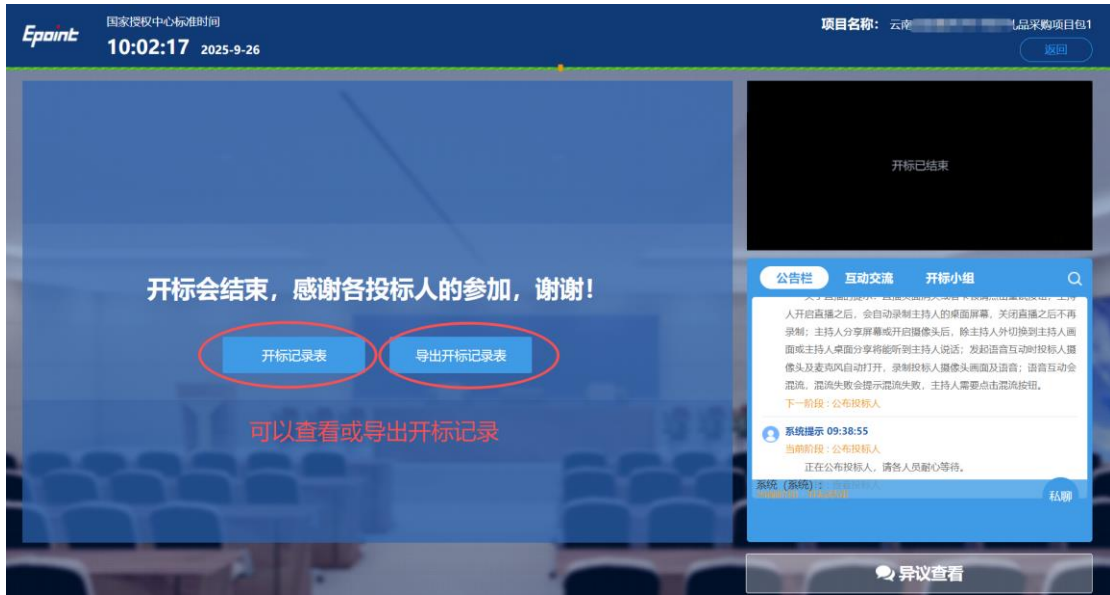 Epoint
国家授权中心标准时间
10:02:17 2025-9-26
项目名称： 云南 品采购项目包1
返回
开标会结束，感谢各投标人的参加，谢谢！
开标记录表
导出开标记录表
可以查看或导出开标记录
开标已结束
公告栏 互动交流 开标小组
人开启直播之后，会自动录制主持人的桌面屏幕，关闭直播之后不再
录制；主持人分享屏幕或开启摄像头后，除主持人外切换到主持人画
面或主持人桌面分享将能听到主持人说话；发起语音互动时投标人摄
像头及麦克风自动打开，录制投标人摄像头画面及语音；语音互动会
混流，混流失败会提示混流失败，主持人需要点击混流按钮。
下一阶段：公布投标人
系统提示 09:38:55
当前阶段：公布投标人
正在公布投标人，请各人员耐心等待。
系统（系统）：
私聊
异议查看